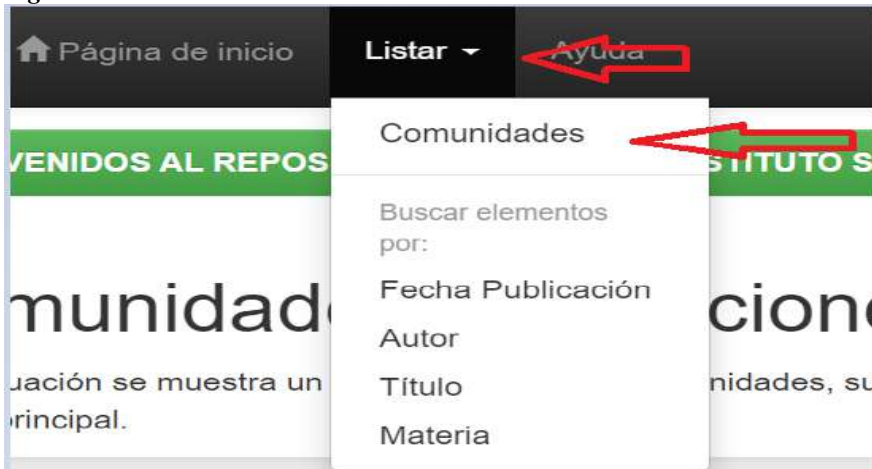 Página de inicio Listar Ayuda
Comunidades
VENIDOS AL REPOS STITUTO S
Buscar elementos
por:
Fecha Publicación
munidad cion
Autor
uación se muestra un nidades, su
Título
rincipal.
Materia